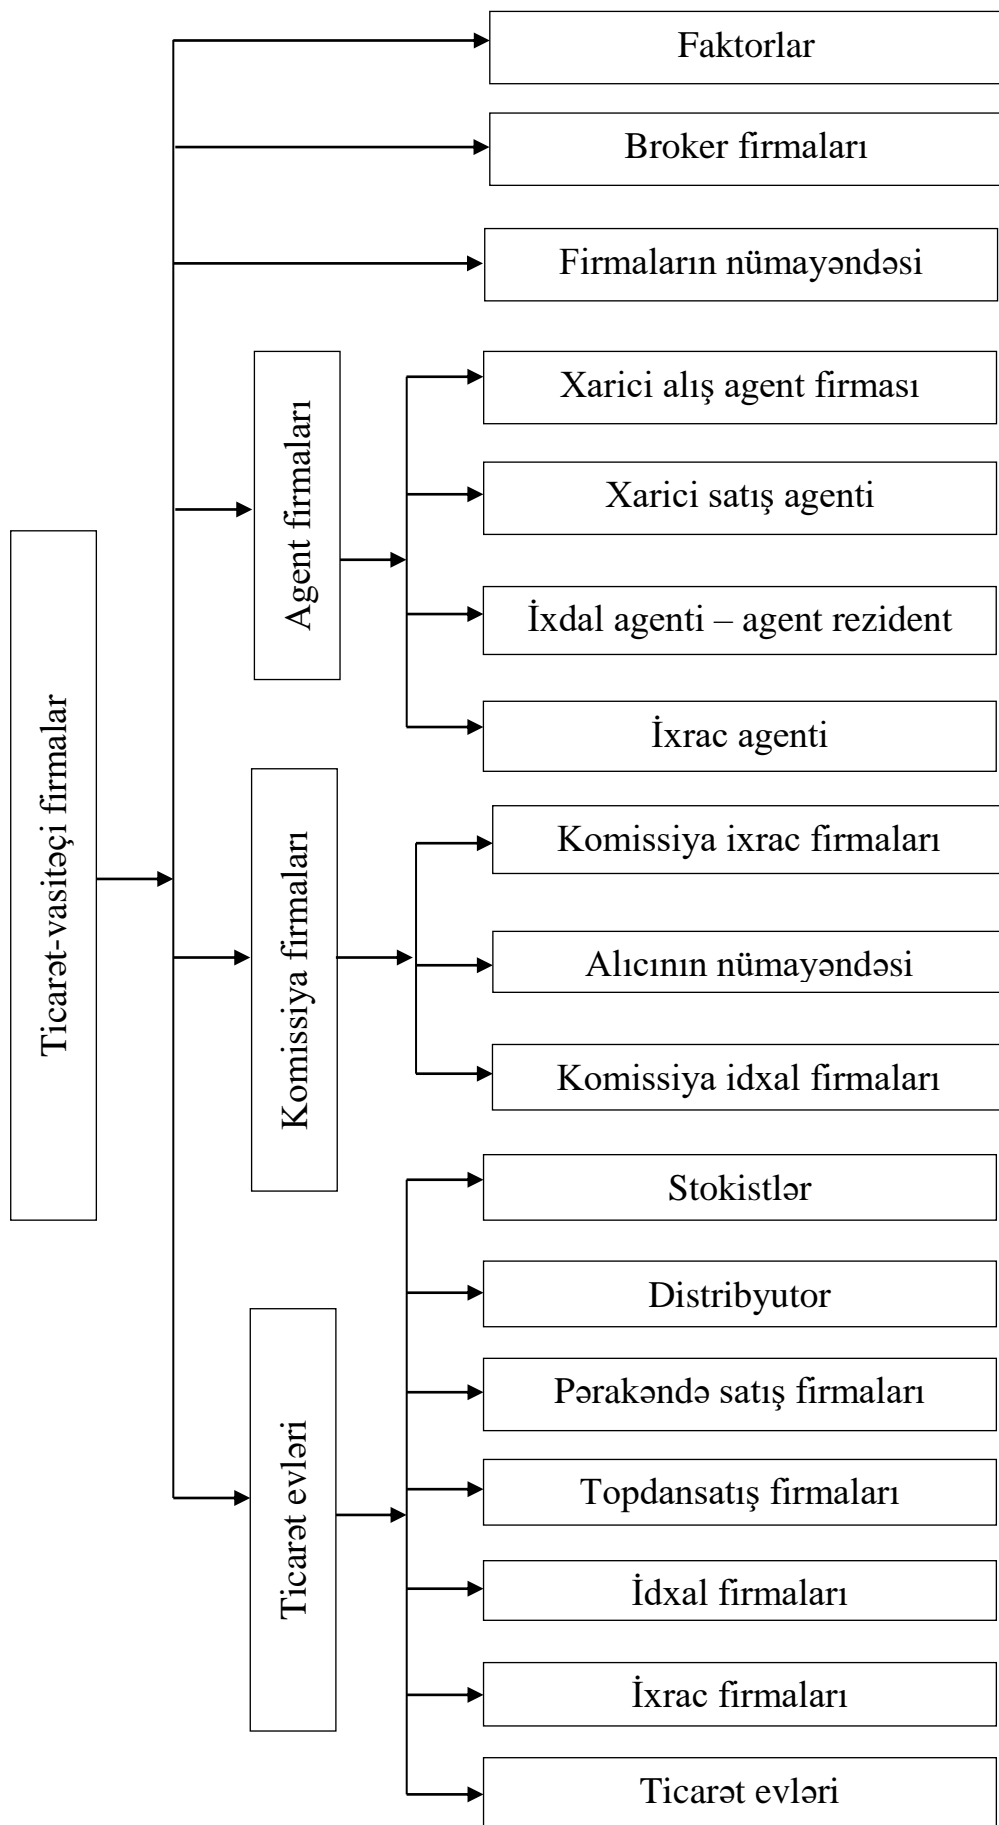 Faktorlar
Broker firmaları
Firmaların nümayəndəsi
Agent firmaları
Xarici alış agent firması
Xarici satış agenti
İxdal agenti – agent rezident
İxrac agenti
Ticarət-vasitəçi firmalar
Komissiya firmaları
Komissiya ixrac firmaları
Alıcının nümayəndəsi
Komissiya idxal firmaları
Ticarət evləri
Stokistlər
Distribyutor
Pərakəndə satış firmaları
Topdansatış firmaları
İdxal firmaları
İxrac firmaları
Ticarət evləri